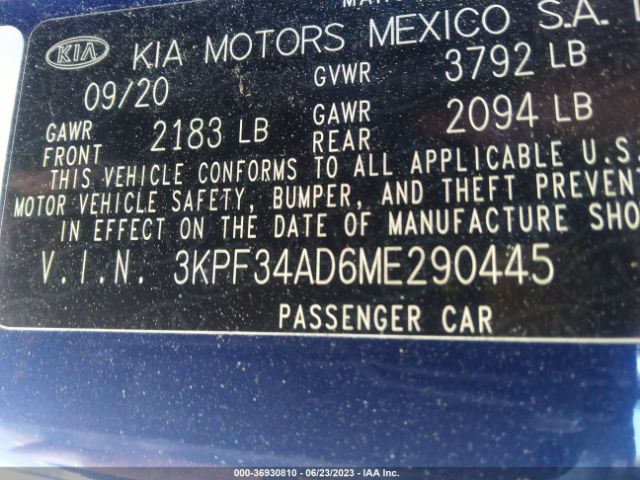 KIA KIA MOTORS MEXICO S.A.
09/20 GVWR 3792 LB
GAWR FRONT 2183 LB GAWR REAR 2094 LB
THIS VEHICLE CONFORMS TO ALL APPLICABLE U.S.
MOTOR VEHICLE SAFETY, BUMPER, AND THEFT PREVENT
IN EFFECT ON THE DATE OF MANUFACTURE SHO
V.I.N. 3KPF34AD6ME290445
PASSENGER CAR
000-36930810 | 06/23/2023 | IAA Inc.